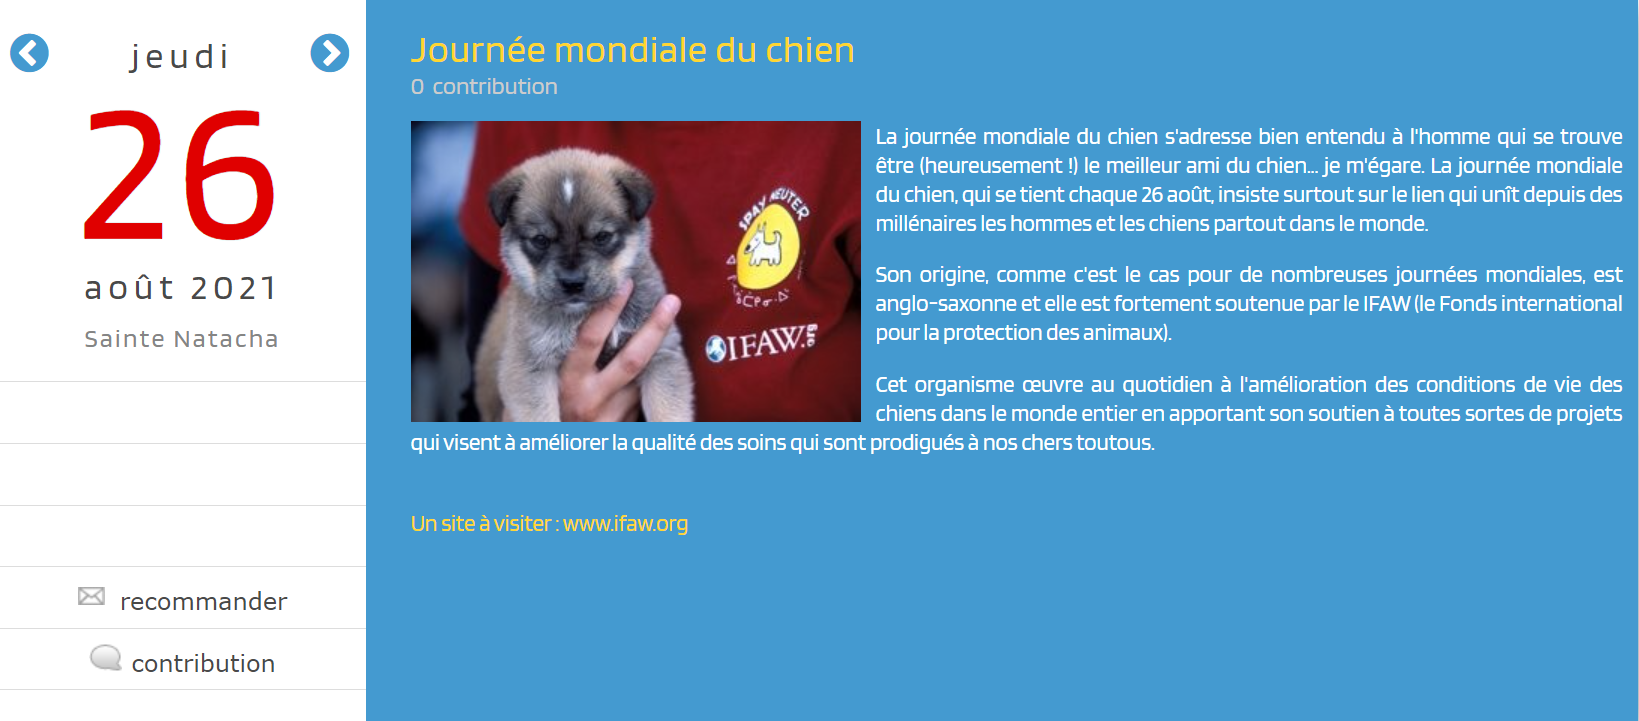 jeudi
26
août 2021
Sainte Natacha
recommander
contribution
Journée mondiale du chien
0 contribution
SPAY NEUTER
IFAW.org
La journée mondiale du chien s'adresse bien entendu à l'homme qui se trouve
être (heureusement !) le meilleur ami du chien... je m'égare. La journée mondiale
du chien, qui se tient chaque 26 août, insiste surtout sur le lien qui unît depuis des
millénaires les hommes et les chiens partout dans le monde.
Son origine, comme c'est le cas pour de nombreuses journées mondiales, est
anglo-saxonne et elle est fortement soutenue par le IFAW (le Fonds international
pour la protection des animaux).
Cet organisme œuvre au quotidien à l'amélioration des conditions de vie des
chiens dans le monde entier en apportant son soutien à toutes sortes de projets
qui visent à améliorer la qualité des soins qui sont prodigués à nos chers toutous.
Un site à visiter : www.ifaw.org